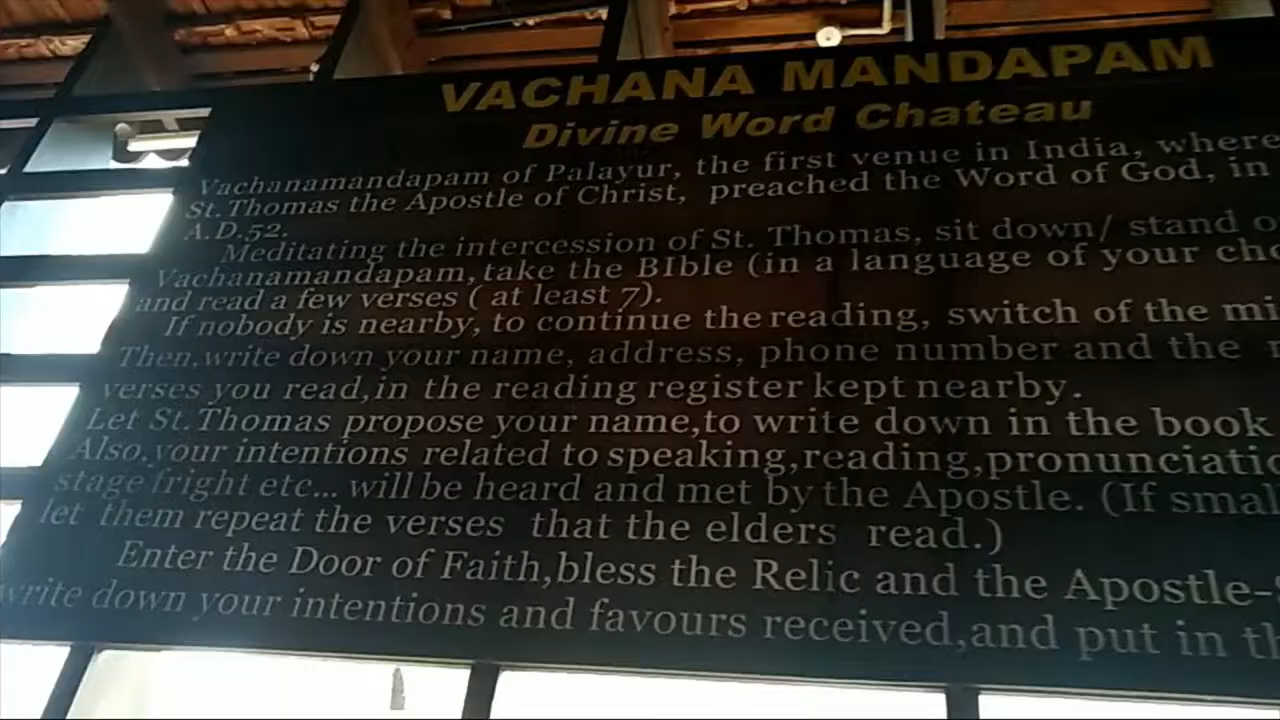 VACHANA MANDAPAM
Divine Word Chateau
Vachanamandapam of Palayur, the first venue in India, where
St.Thomas the Apostle of Christ, preached the Word of God, in
A.D.52.
Meditating the intercession of St. Thomas, sit down/ stand
Vachanamandapam, take the BIble (in a language of your
and read a few verses ( at least 7).
If nobody is nearby, to continue the reading, switch of the
Then, write down your name, address, phone number and the
verses you read, in the reading register kept nearby.
Let St.Thomas propose your name,to write down in the book
Also, your intentions related to speaking,reading,
stage fright etc... will be heard and met by the Apostle. (If
let them repeat the verses that the elders read.)
Enter the Door of Faith,bless the Relic and the Apostle-
write down your intentions and favours received,and put in